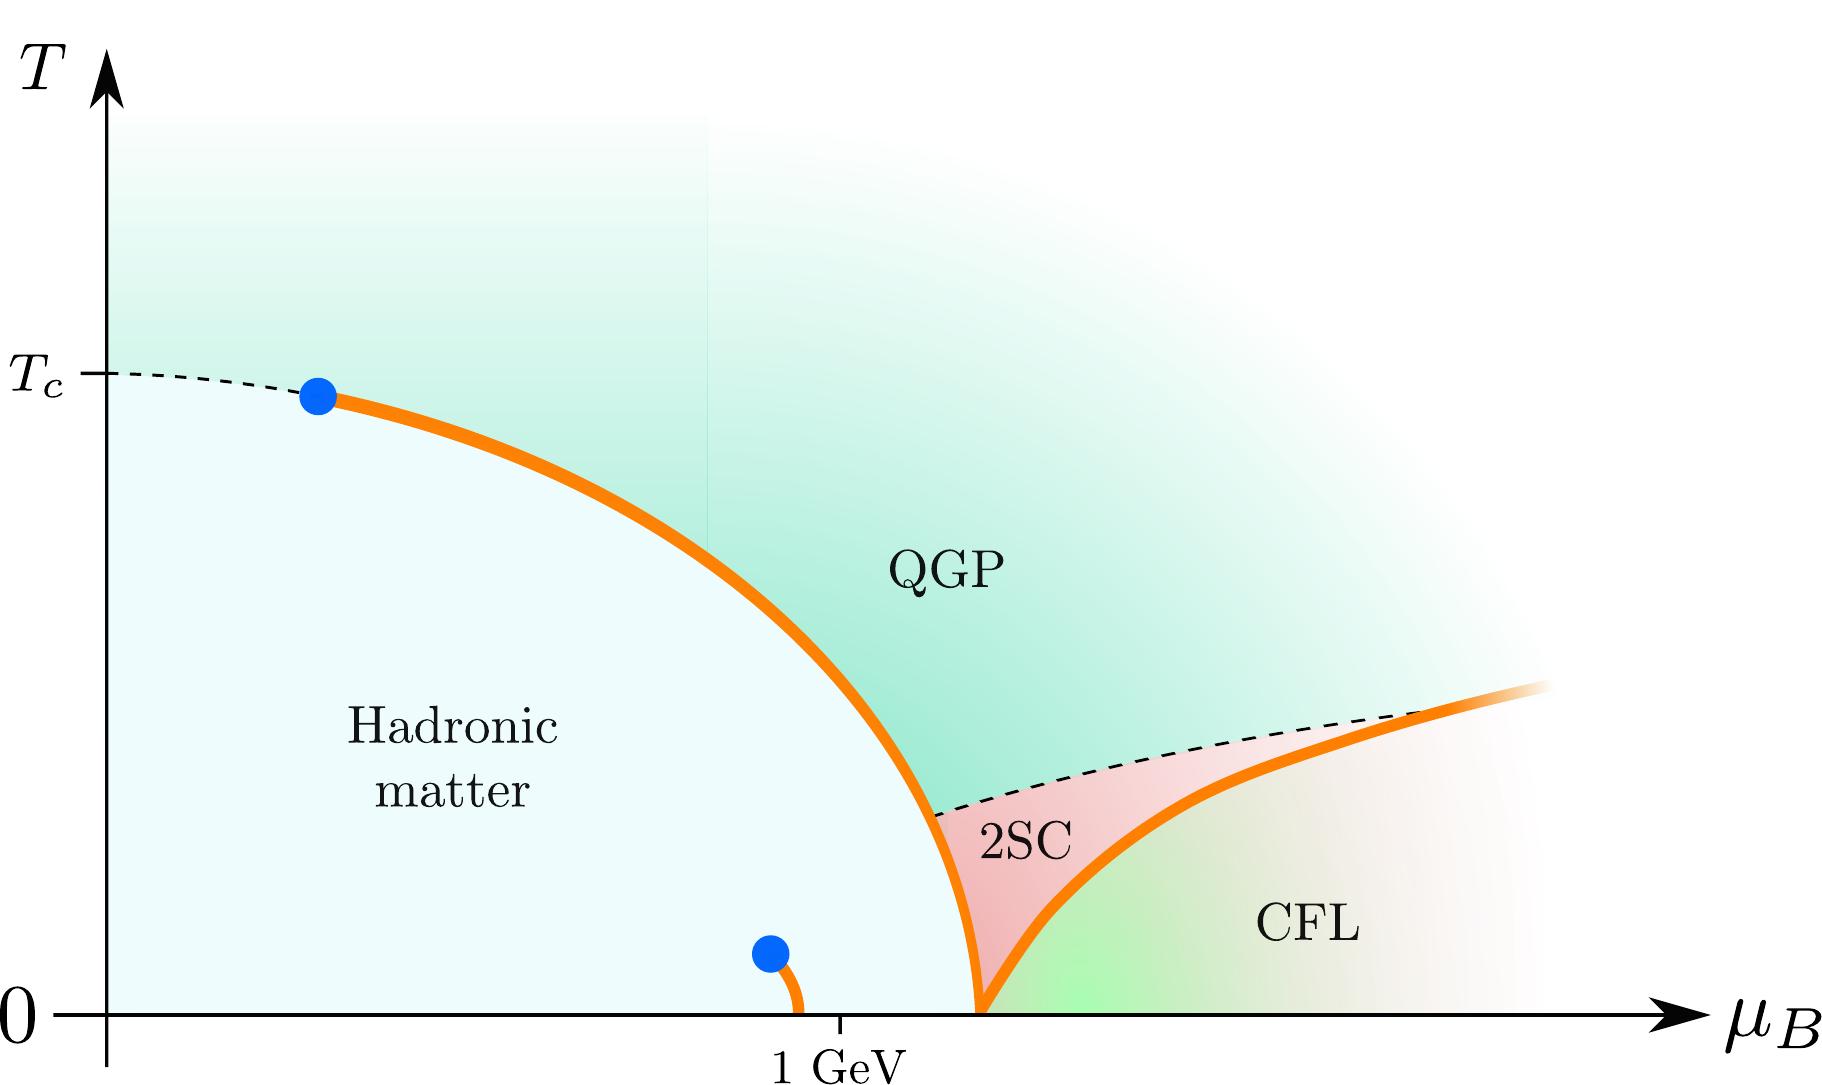 T
T_c
QGP
Hadronic
matter
2SC
CFL
0
μ_B
1 GeV